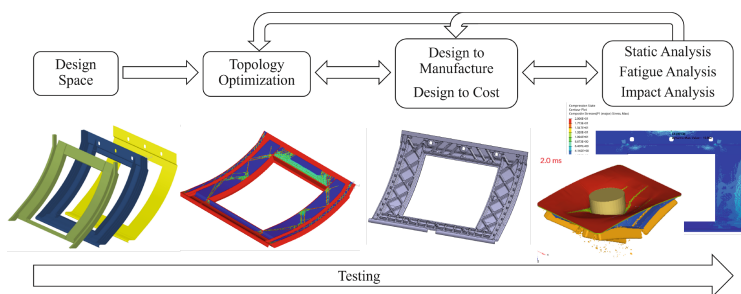 Design
Space
Topology
Optimization
Design to
Manufacture
Design to Cost
Static Analysis
Fatigue Analysis
Impact Analysis
2.0 ms
Testing